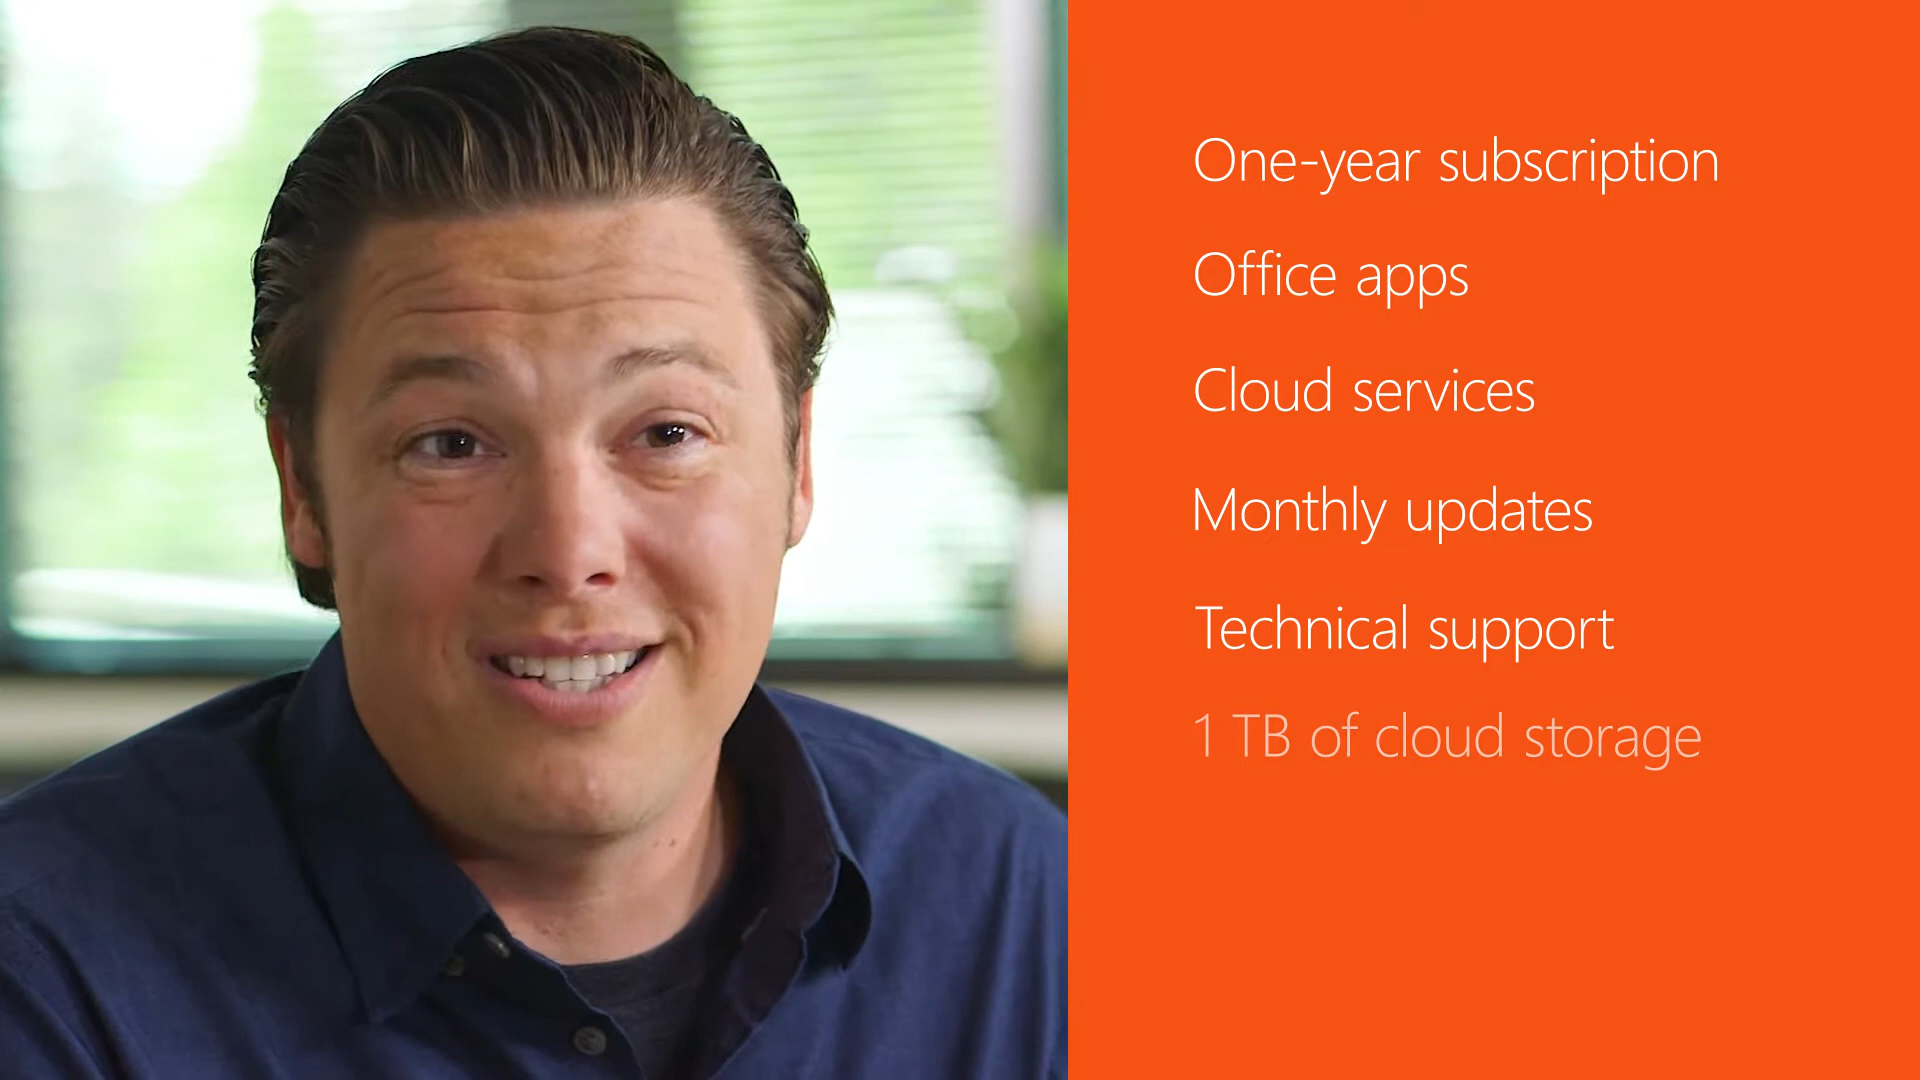 One-year subscription
Office apps
Cloud services
Monthly updates
Technical support
1 TB of cloud storage